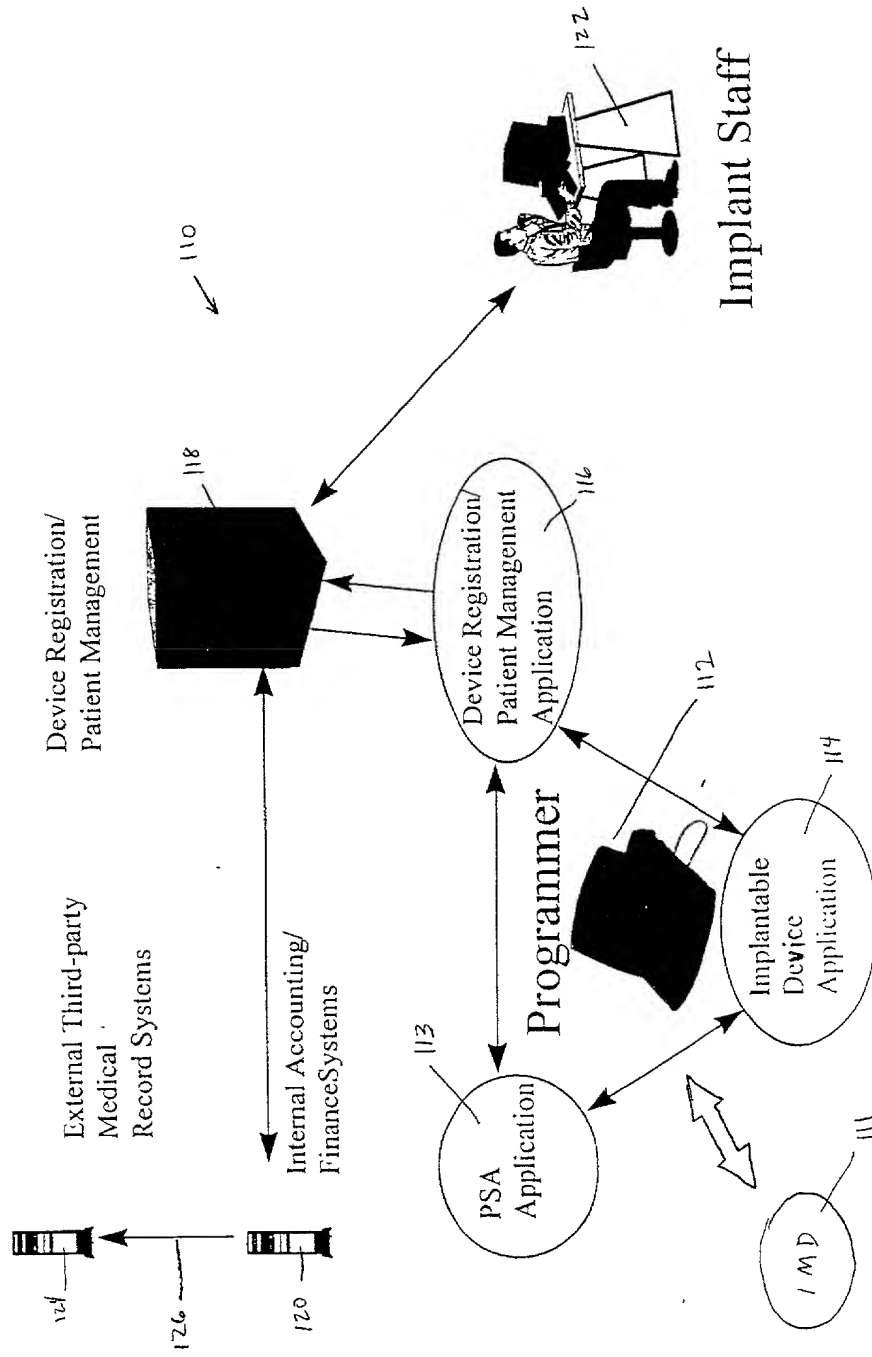 110
Device Registration/
Patient Management
118
External Third-party
Medical
Record Systems
124
126
120
Internal Accounting/
FinanceSystems
122
Implant Staff
Device Registration/
Patient Management
Application
116
Programmer
112
113
PSA
Application
Implantable
Device
Application
114
IMD
111